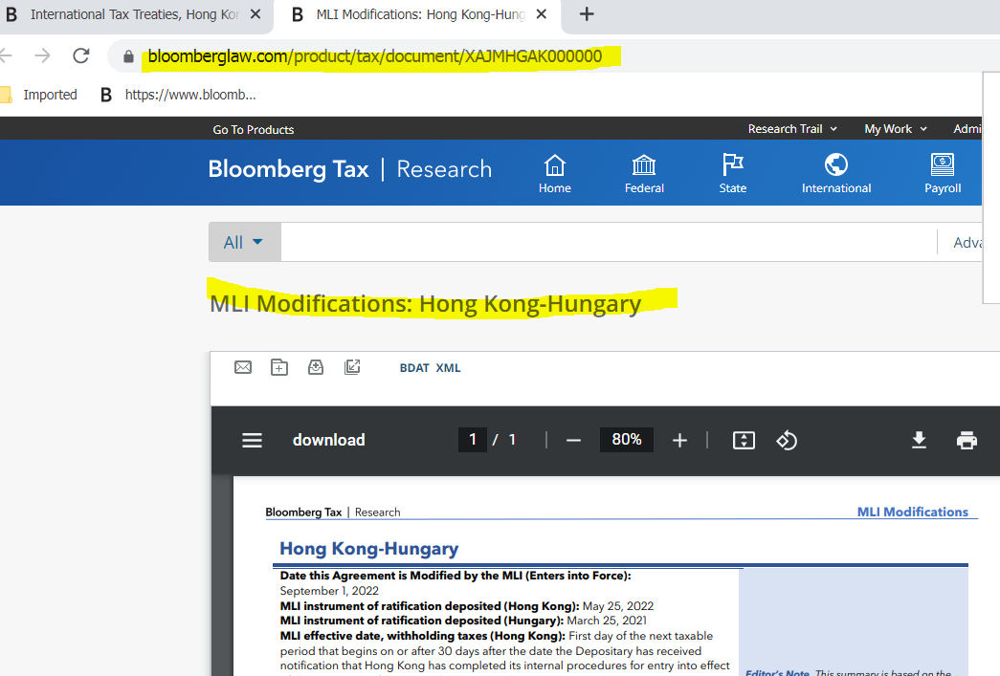 B International Tax Treaties, Hong Kon
B MLI Modifications: Hong Kong-Hung
bloomberglaw.com/product/tax/document/XAJMHGAK000000
Imported B https://www.bloomb...
Go To Products Research Trail My Work Admi
Bloomberg Tax | Research Home Federal State International Payroll
All Adva
MLI Modifications: Hong Kong-Hungary
BDAT XML
download 1 / 1 80%
Bloomberg Tax | Research MLI Modifications
Hong Kong-Hungary
Date this Agreement is Modified by the MLI (Enters into Force):
September 1, 2022
MLI instrument of ratification deposited (Hong Kong): May 25, 2022
MLI instrument of ratification deposited (Hungary): March 25, 2021
MLI effective date, withholding taxes (Hong Kong): First day of the next taxable
period that begins on or after 30 days after the date the Depositary has received
notification that Hong Kong has completed its internal procedures for entry into effect
Editor's Note This summary is based on the